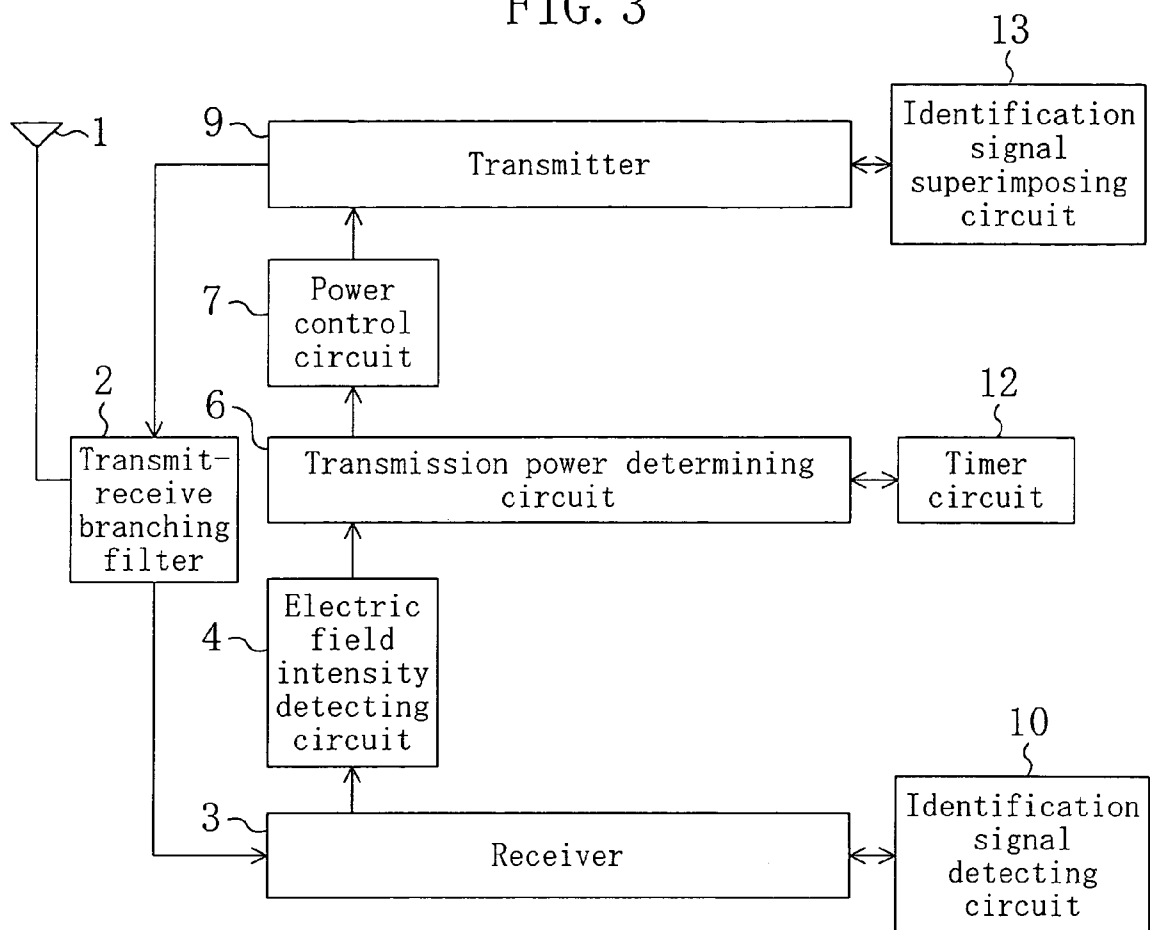 FIG. 3
13
1
9
Transmitter
Identification
signal
superimposing
circuit
7
Power
control
circuit
2
Transmit-
receive
branching
filter
6
Transmission power determining
circuit
12
Timer
circuit
4
Electric
field
intensity
detecting
circuit
10
3
Receiver
Identification
signal
detecting
circuit